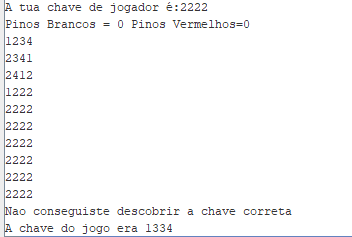 A tua chave de jogador é:2222
Pinos Brancos = 0 Pinos Vermelhos=0
1234
2341
2412
1222
2222
2222
2222
2222
2222
2222
Nao conseguiste descobrir a chave correta
A chave do jogo era 1334